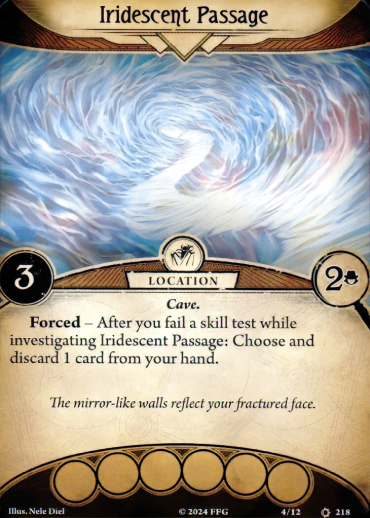 Iridescent Passage
3
2
LOCATION
Cave.
Forced – After you fail a skill test while
investigating Iridescent Passage: Choose and
discard 1 card from your hand.
The mirror-like walls reflect your fractured face.
Illus. Nele Diel © 2024 FFG 4/12 218